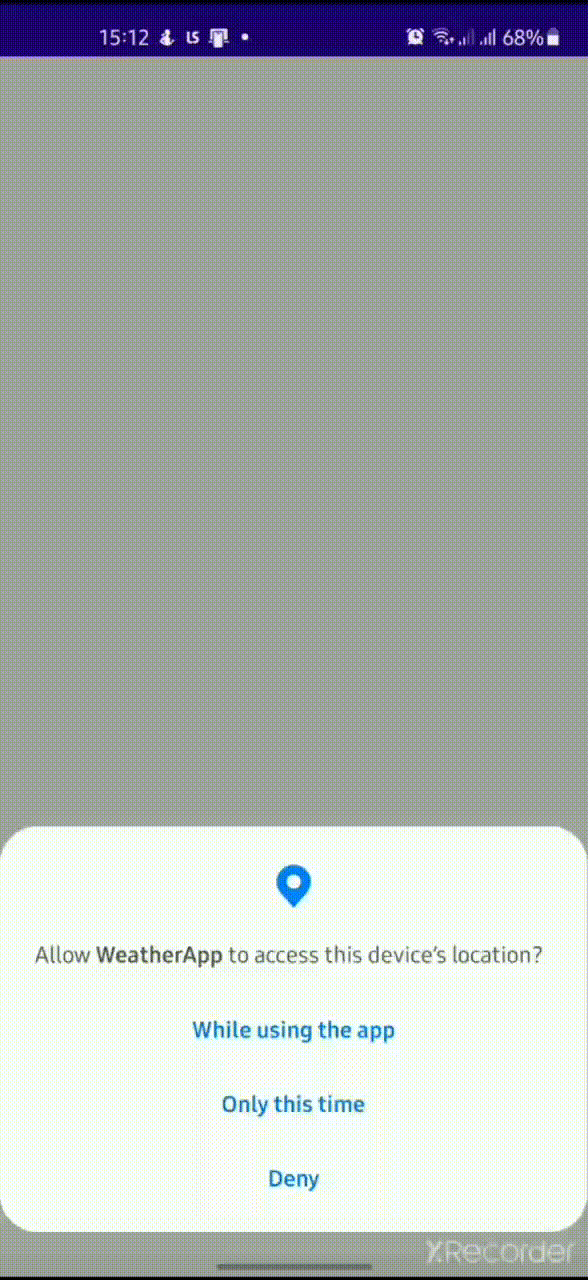 15:12 LS 68%
Allow WeatherApp to access this device's location?
While using the app
Only this time
Deny
XRecorder